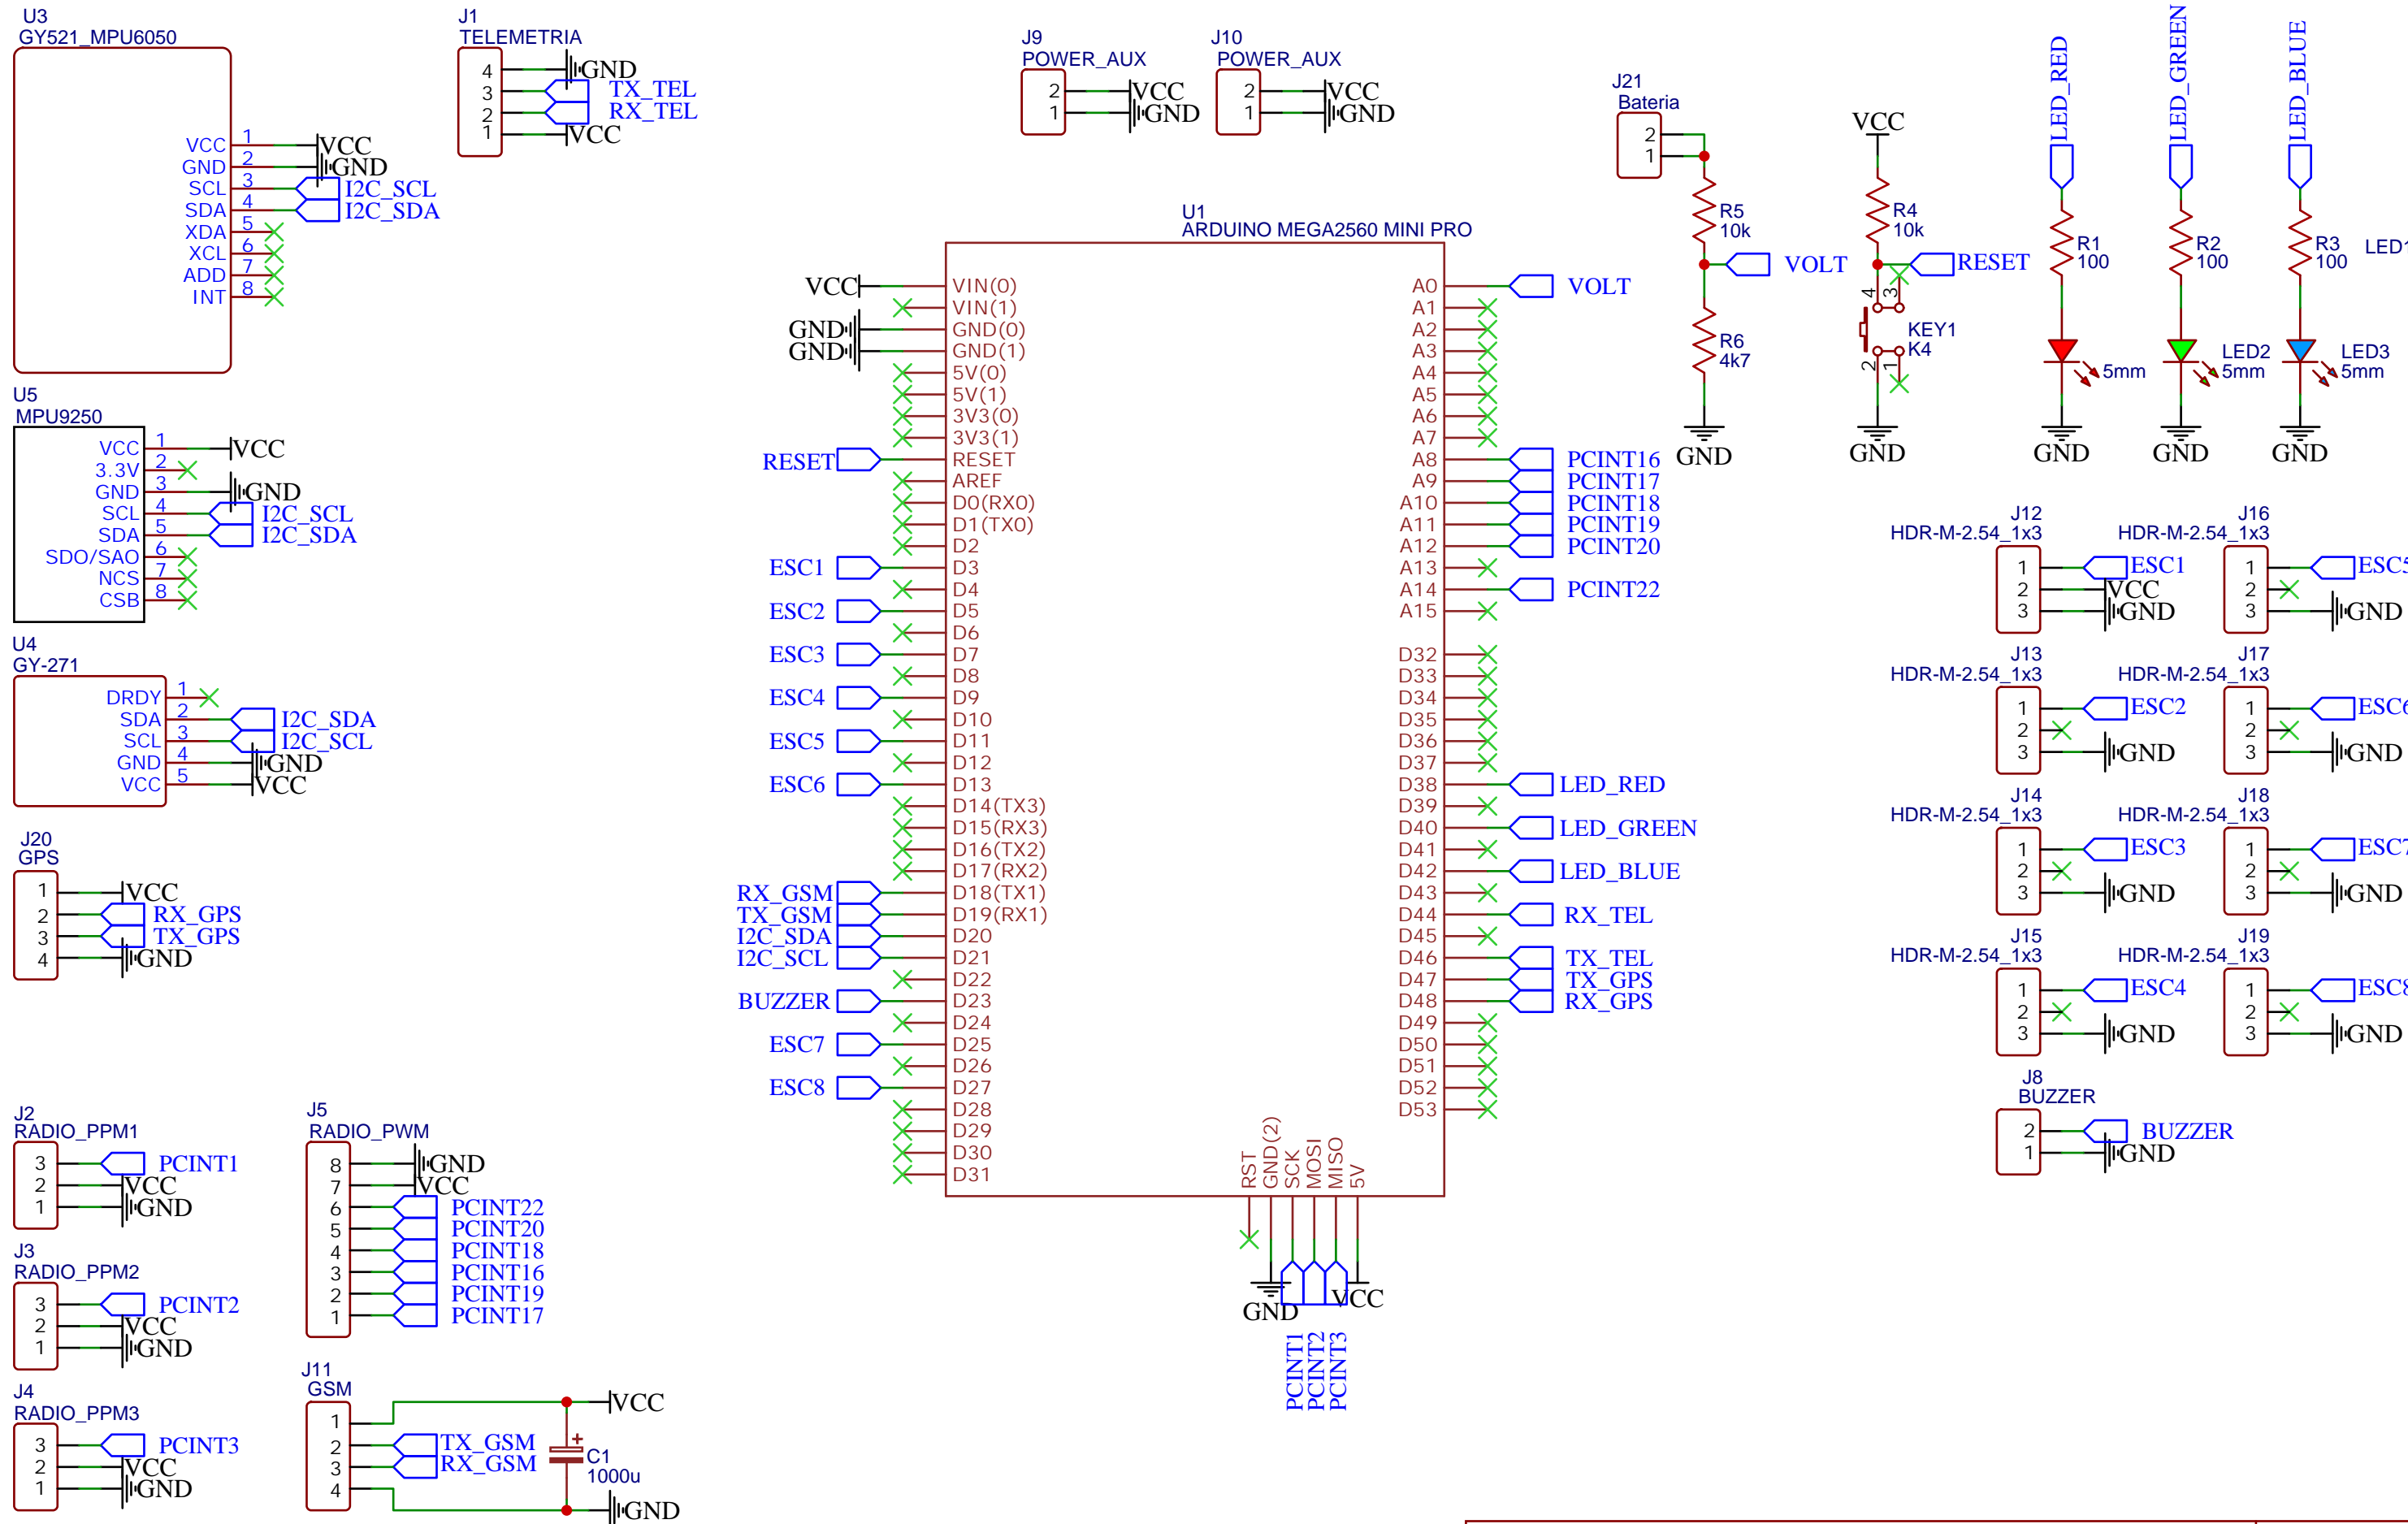 U3
GY521_MPU6050
VCC 1 VCC
GND 2 GND
SCL 3 I2C_SCL
SDA 4 I2C_SDA
XDA 5
XCL 6
ADD 7
INT 8
U5
MPU9250
VCC 1 VCC
3.3V 2
GND 3 GND
SCL 4 I2C_SCL
SDA 5 I2C_SDA
SDO/SAO 6
NCS 7
CSB 8
U4
GY-271
DRDY 1
SDA 2 I2C_SDA
SCL 3 I2C_SCL
GND 4 GND
VCC 5 VCC
J20
GPS
1 VCC
2 RX_GPS
3 TX_GPS
4 GND
J2
RADIO_PPM1
3 PCINT1
2 VCC
1 GND
J3
RADIO_PPM2
3 PCINT2
2 VCC
1 GND
J4
RADIO_PPM3
3 PCINT3
2 VCC
1 GND
J5
RADIO_PWM
8 GND
7 VCC
6 PCINT22
5 PCINT20
4 PCINT18
3 PCINT16
2 PCINT19
1 PCINT17
J11
GSM
1 VCC
2 TX_GSM
3 RX_GSM
4 GND
+
C1
1000u
J1
TELEMETRIA
4 GND
3 TX_TEL
2 RX_TEL
1 VCC
J9
POWER_AUX
2 VCC
1 GND
J10
POWER_AUX
2 VCC
1 GND
U1
ARDUINO MEGA2560 MINI PRO
VCC VIN(0)
VIN(1)
GND GND(0)
GND GND(1)
5V(0)
5V(1)
3V3(0)
3V3(1)
RESET RESET
AREF
D0(RX0)
D1(TX0)
D2
ESC1 D3
D4
ESC2 D5
D6
ESC3 D7
D8
ESC4 D9
D10
ESC5 D11
D12
ESC6 D13
D14(TX3)
D15(RX3)
D16(TX2)
D17(RX2)
RX_GSM D18(TX1)
TX_GSM D19(RX1)
I2C_SDA D20
I2C_SCL D21
D22
BUZZER D23
D24
ESC7 D25
D26
ESC8 D27
D28
D29
D30
D31
A0 VOLT
A1
A2
A3
A4
A5
A6
A7
A8 PCINT16
A9 PCINT17
A10 PCINT18
A11 PCINT19
A12 PCINT20
A13
A14 PCINT22
A15
D32
D33
D34
D35
D36
D37
D38 LED_RED
D39
D40 LED_GREEN
D41
D42 LED_BLUE
D43
D44 RX_TEL
D45
D46 TX_TEL
D47 TX_GPS
D48 RX_GPS
D49
D50
D51
D52
D53
RST
GND(2) GND
SCK PCINT1
MOSI PCINT2
MISO PCINT3
5V VCC
J21
Bateria
2
1
R5
10k
VOLT
R6
4k7
GND
VCC
R4
10k
RESET
4 3
KEY1
K4
2 1
GND
LED_RED
R1
100
5mm
GND
LED_GREEN
R2
100
LED2
5mm
GND
LED_BLUE
R3
100
LED1
LED3
5mm
GND
J12
HDR-M-2.54_1x3
1 ESC1
2 VCC
3 GND
J16
HDR-M-2.54_1x3
1 ESC5
2
3 GND
J13
HDR-M-2.54_1x3
1 ESC2
2
3 GND
J17
HDR-M-2.54_1x3
1 ESC6
2
3 GND
J14
HDR-M-2.54_1x3
1 ESC3
2
3 GND
J18
HDR-M-2.54_1x3
1 ESC7
2
3 GND
J15
HDR-M-2.54_1x3
1 ESC4
2
3 GND
J19
HDR-M-2.54_1x3
1 ESC8
2
3 GND
J8
BUZZER
2 BUZZER
1 GND